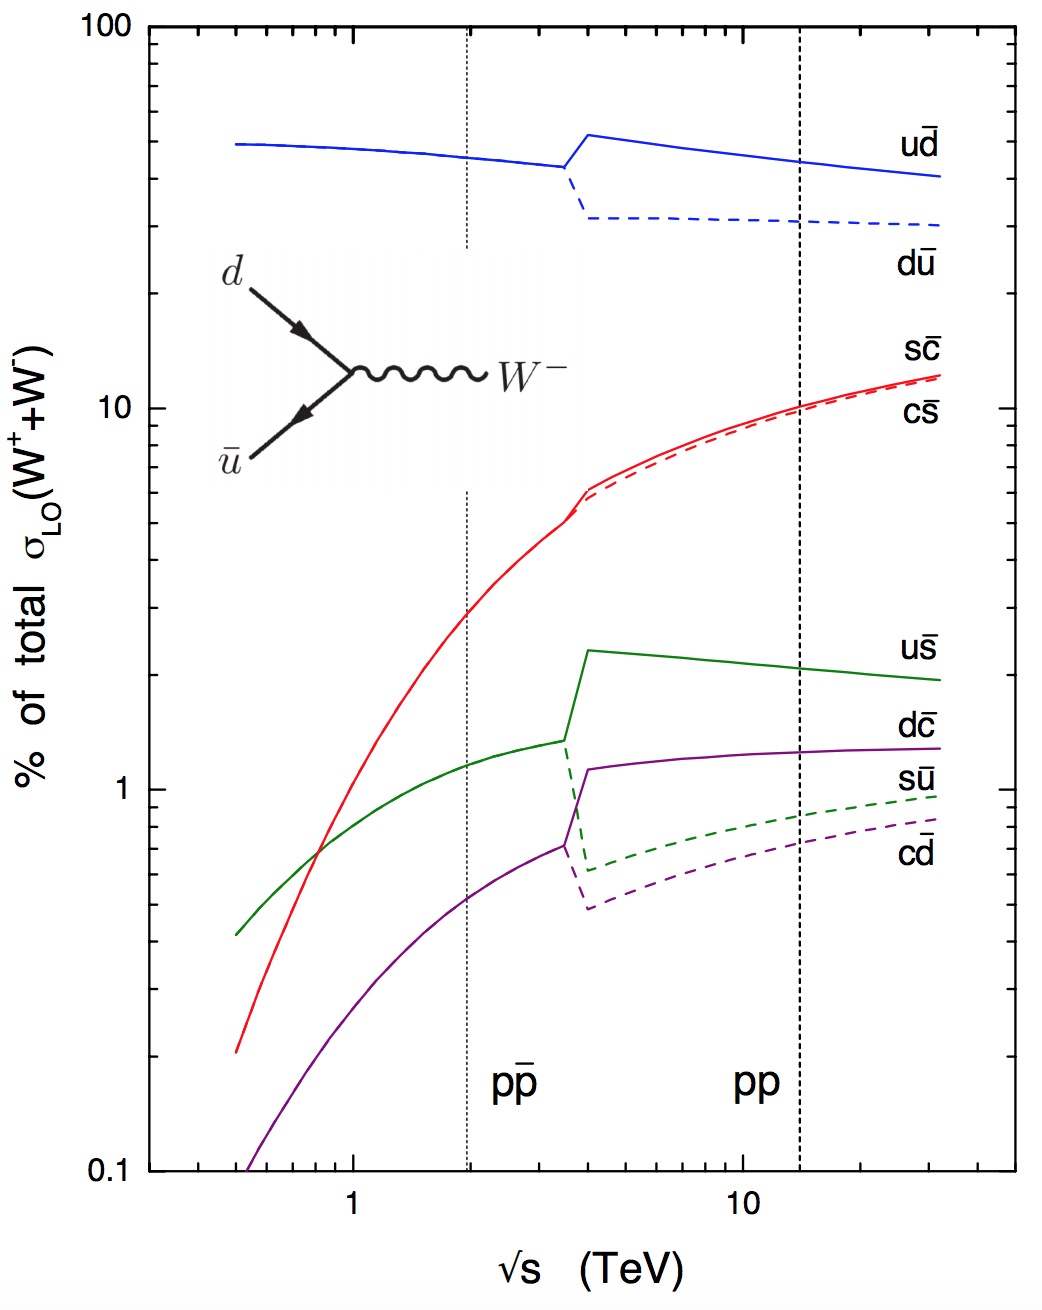 100
10
1
0.1
% of total σ_LO(W⁺+W⁻)
ud̄
dū
sc̄
cs̄
us̄
dc̄
sū
cd̄
d
ū
W⁻
pp̄
pp
1
10
√s (TeV)